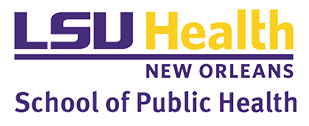 LSU Health
NEW ORLEANS
School of Public Health